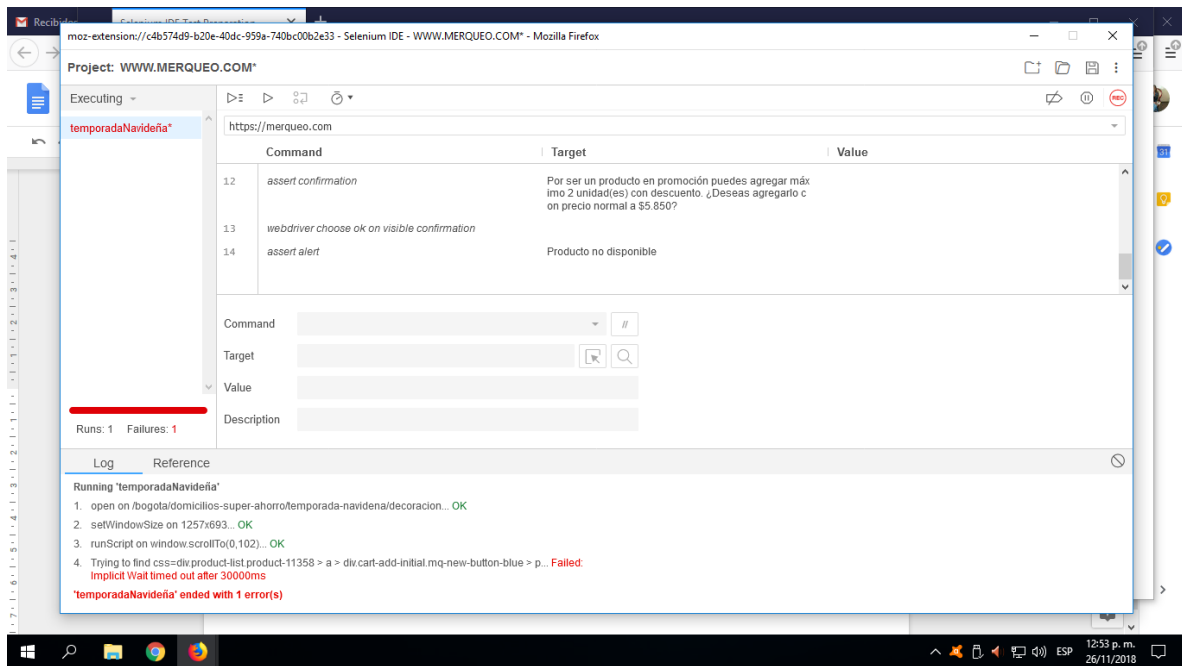 Recibidos
Selenium IDE Test Preparation
moz-extension://c4b574d9-b20e-40dc-959a-740bc00b2e33 - Selenium IDE - WWW.MERQUEO.COM* - Mozilla Firefox
Project: WWW.MERQUEO.COM*
Executing
REC
temporadaNavideña*
https://merqueo.com
Command Target Value
12 assert confirmation Por ser un producto en promoción puedes agregar máx
imo 2 unidad(es) con descuento. ¿Deseas agregarlo c
on precio normal a $5.850?
13 webdriver choose ok on visible confirmation
14 assert alert Producto no disponible
Command //
Target
Value
Description
Runs: 1 Failures: 1
Log Reference
Running 'temporadaNavideña'
1. open on /bogota/domicilios-super-ahorro/temporada-navidena/decoracion... OK
2. setWindowSize on 1257x693... OK
3. runScript on window.scrollTo(0,102)... OK
4. Trying to find css=div.product-list.product-11358 > a > div.cart-add-initial.mq-new-button-blue > p... Failed:
Implicit Wait timed out after 30000ms
'temporadaNavideña' ended with 1 error(s)
31
ESP
12:53 p. m.
26/11/2018